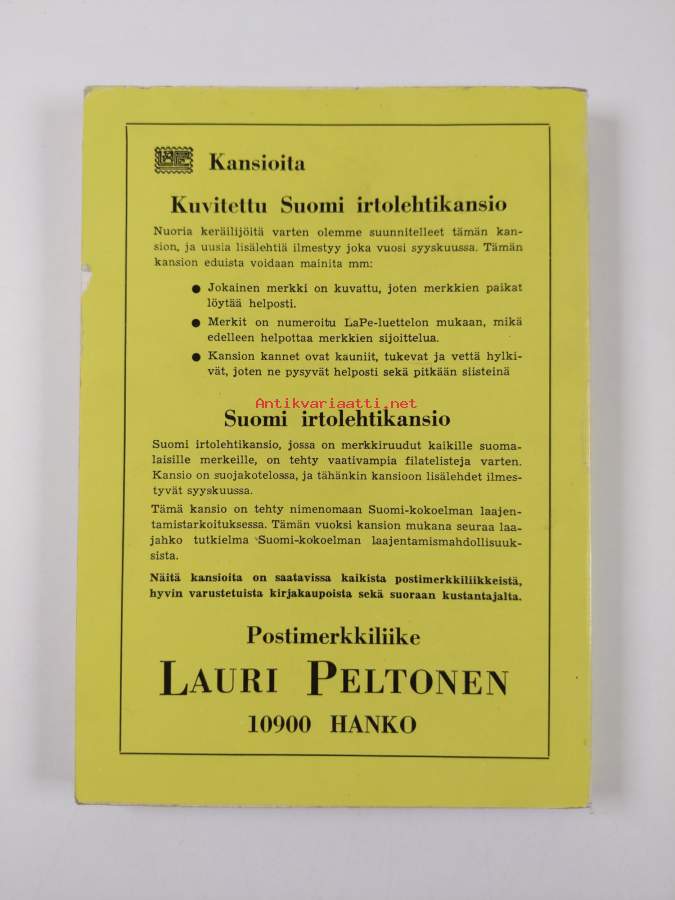 LAPE Kansioita
Kuvitettu Suomi irtolehtikansio
Nuoria keräilijöitä varten olemme suunnitelleet tämän kan-
sion, ja uusia lisälehtiä ilmestyy joka vuosi syyskuussa. Tämän
kansion eduista voidaan mainita mm:
● Jokainen merkki on kuvattu, joten merkkien paikat
löytää helposti.
● Merkit on numeroitu LaPe-luettelon mukaan, mikä
edelleen helpottaa merkkien sijoittelua.
● Kansion kannet ovat kauniit, tukevat ja vettä hylki-
vät, joten ne pysyvät helposti sekä pitkään siisteinä
Antikvariaatti.net
Suomi irtolehtikansio
Suomi irtolehtikansio, jossa on merkkiruudut kaikille suoma-
laisille merkeille, on tehty vaativampia filatelisteja varten.
Kansio on suojakotelossa, ja tähänkin kansioon lisälehdet ilmes-
tyvät syyskuussa.
Tämä kansio on tehty nimenomaan Suomi-kokoelman laajen-
tamistarkoituksessa. Tämän vuoksi kansion mukana seuraa laa-
jahko tutkielma Suomi-kokoelman laajentamismahdollisuuk-
sista.
Näitä kansioita on saatavissa kaikista postimerkkiliikkeistä,
hyvin varustetuista kirjakaupoista sekä suoraan kustantajalta.
Postimerkkiliike
LAURI PELTONEN
10900 HANKO